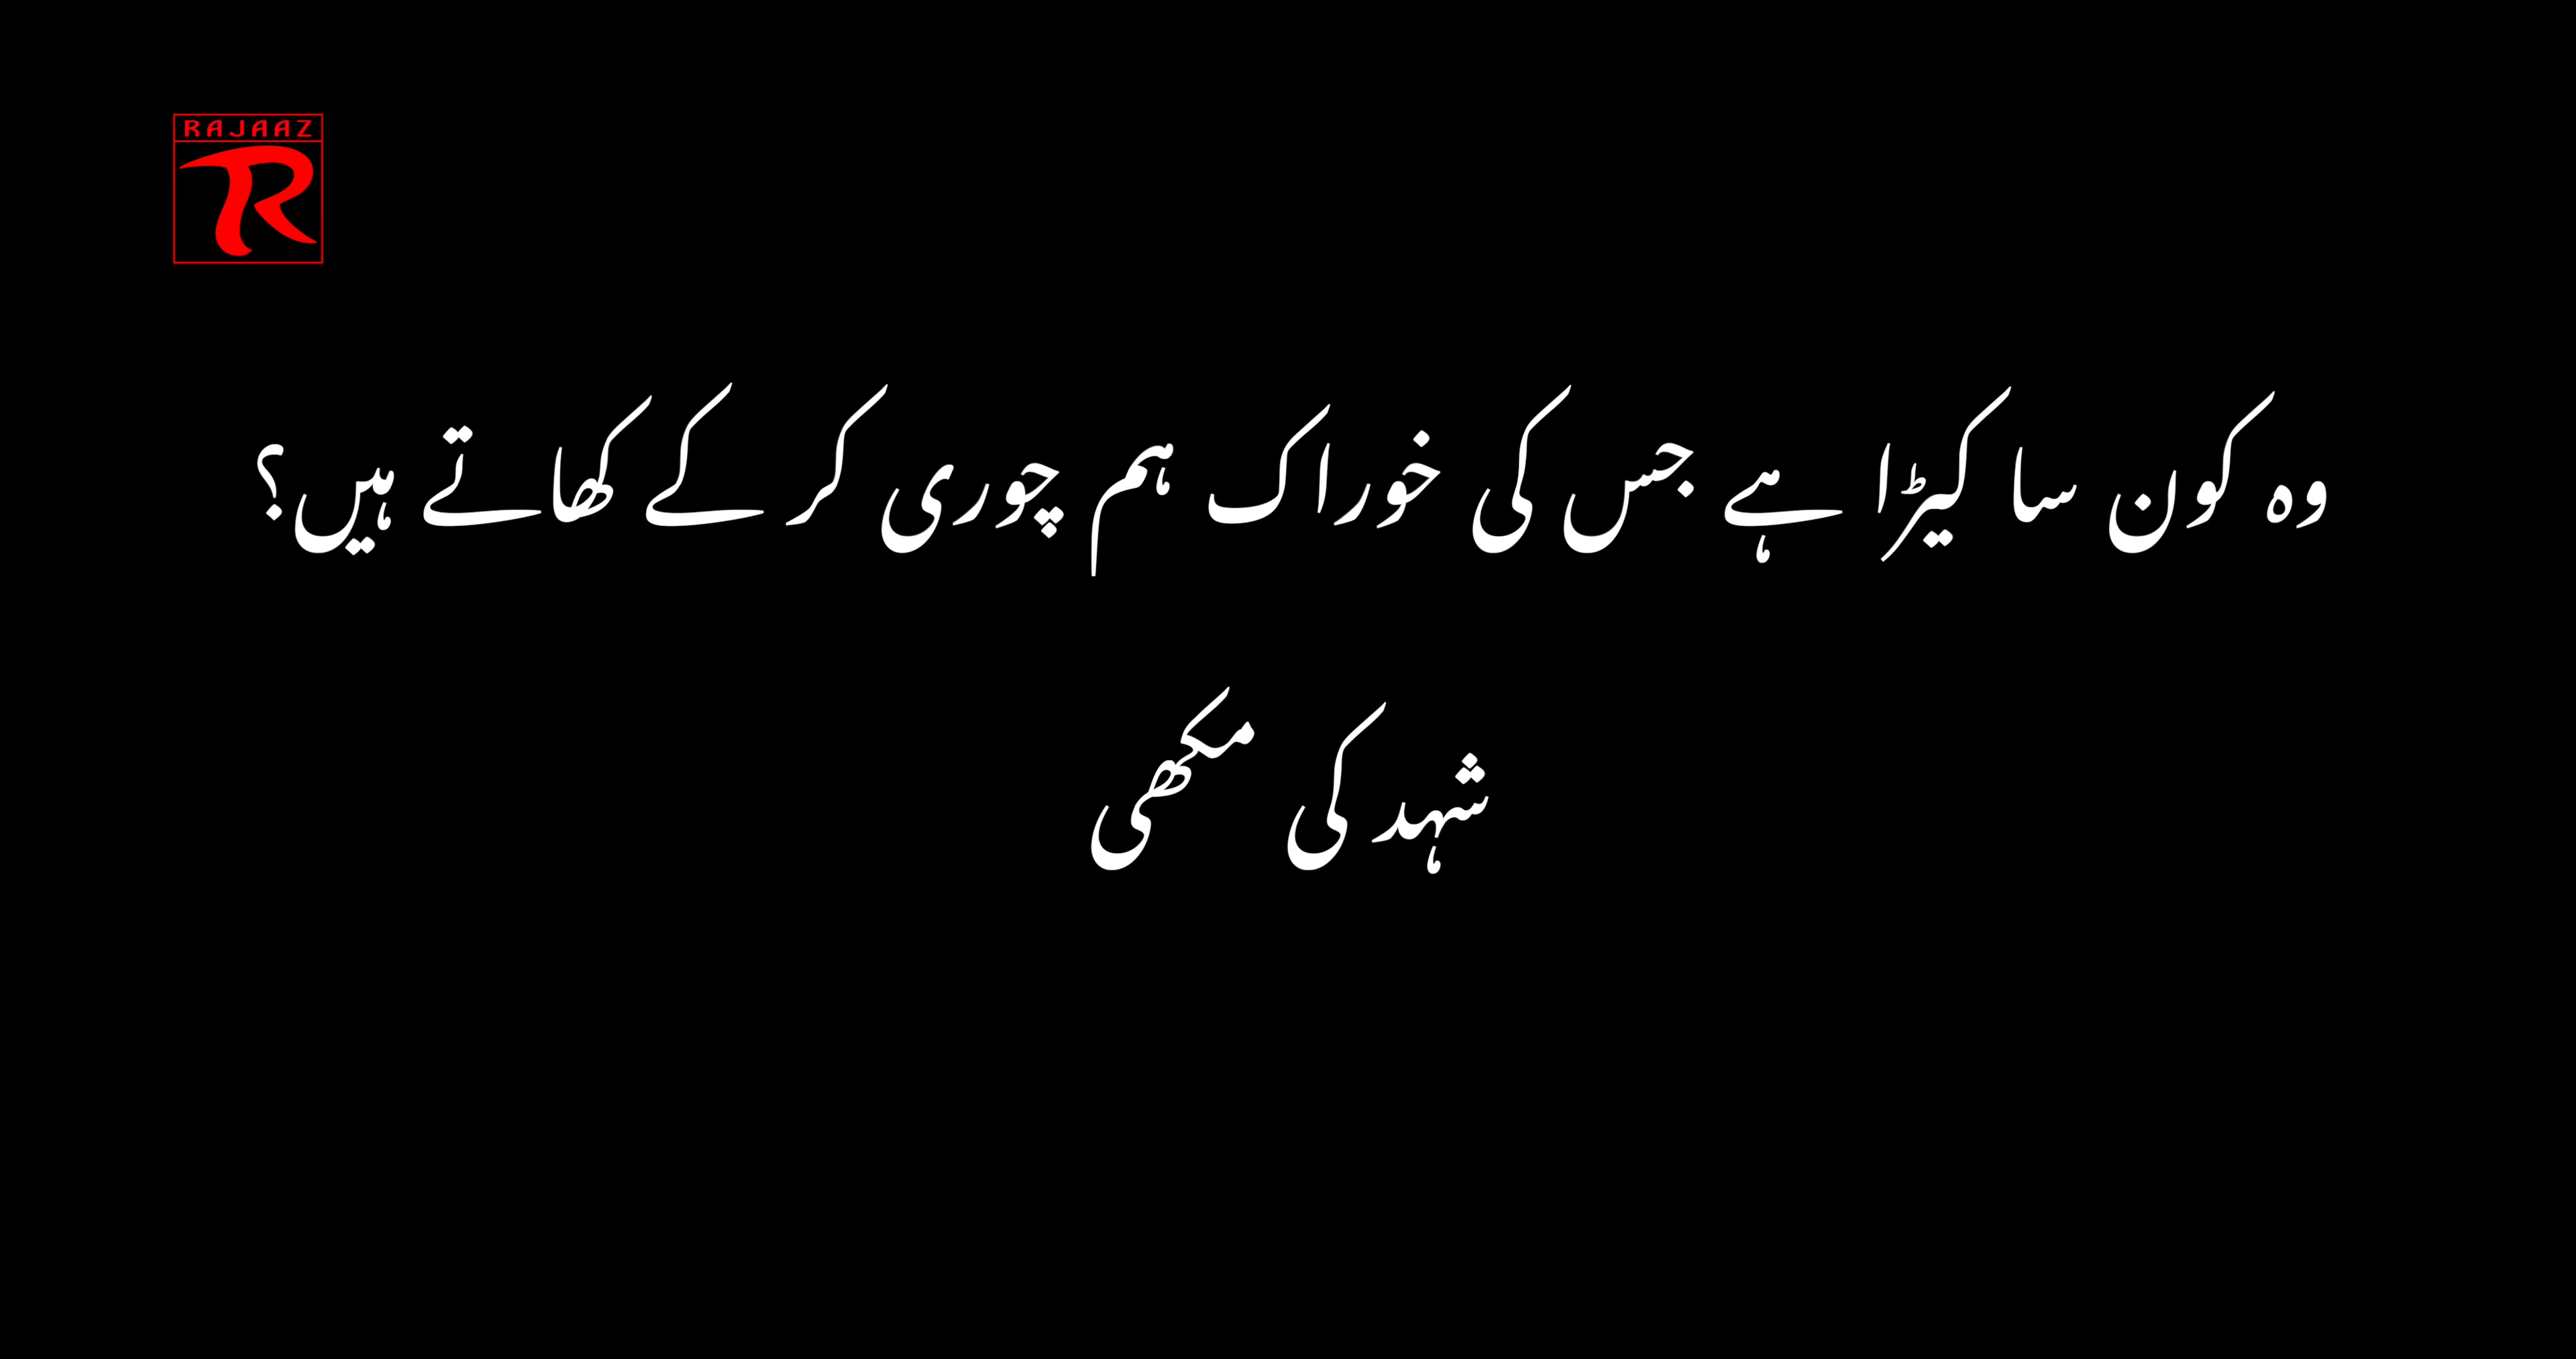 RAJAAZ
R
وہ کون سا کیڑا ہے جس کی خوراک ہم چوری کر کے کھاتے ہیں؟
شہد کی مکھی